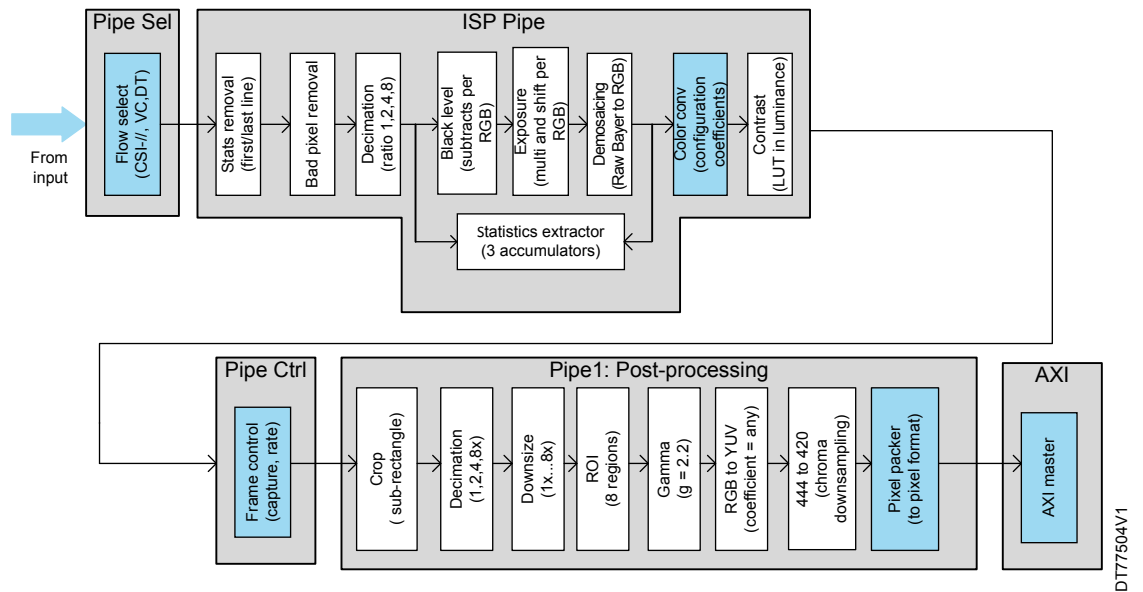 Pipe Sel
ISP Pipe
From
input
Flow select
(CSI-//, VC,DT)
Stats removal
(first/last line)
Bad pixel removal
Decimation
(ratio 1,2,4,8)
Black level
(subtracts per
RGB)
Exposure
(multi and shift per
RGB)
Demosaicing
(Raw Bayer to RGB)
Color conv
(configuration
coefficients)
Contrast
(LUT in luminance)
Statistics extractor
(3 accumulators)
Pipe Ctrl
Pipe1: Post-processing
AXI
Frame control
(capture, rate)
Crop
( sub-rectangle)
Decimation
(1,2,4,8x)
Downsize
(1x...8x)
ROI
(8 regions)
Gamma
(g = 2.2)
RGB to YUV
(coefficient = any)
444 to 420
(chroma
downsampling)
Pixel packer
(to pixel format)
AXI master
DT77504V1